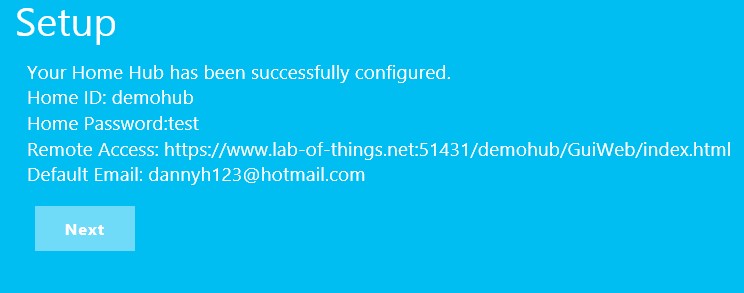 Setup
Your Home Hub has been successfully configured.
Home ID: demohub
Home Password:test
Remote Access: https://www.lab-of-things.net:51431/demohub/GuiWeb/index.html
Default Email: dannyh123@hotmail.com
Next